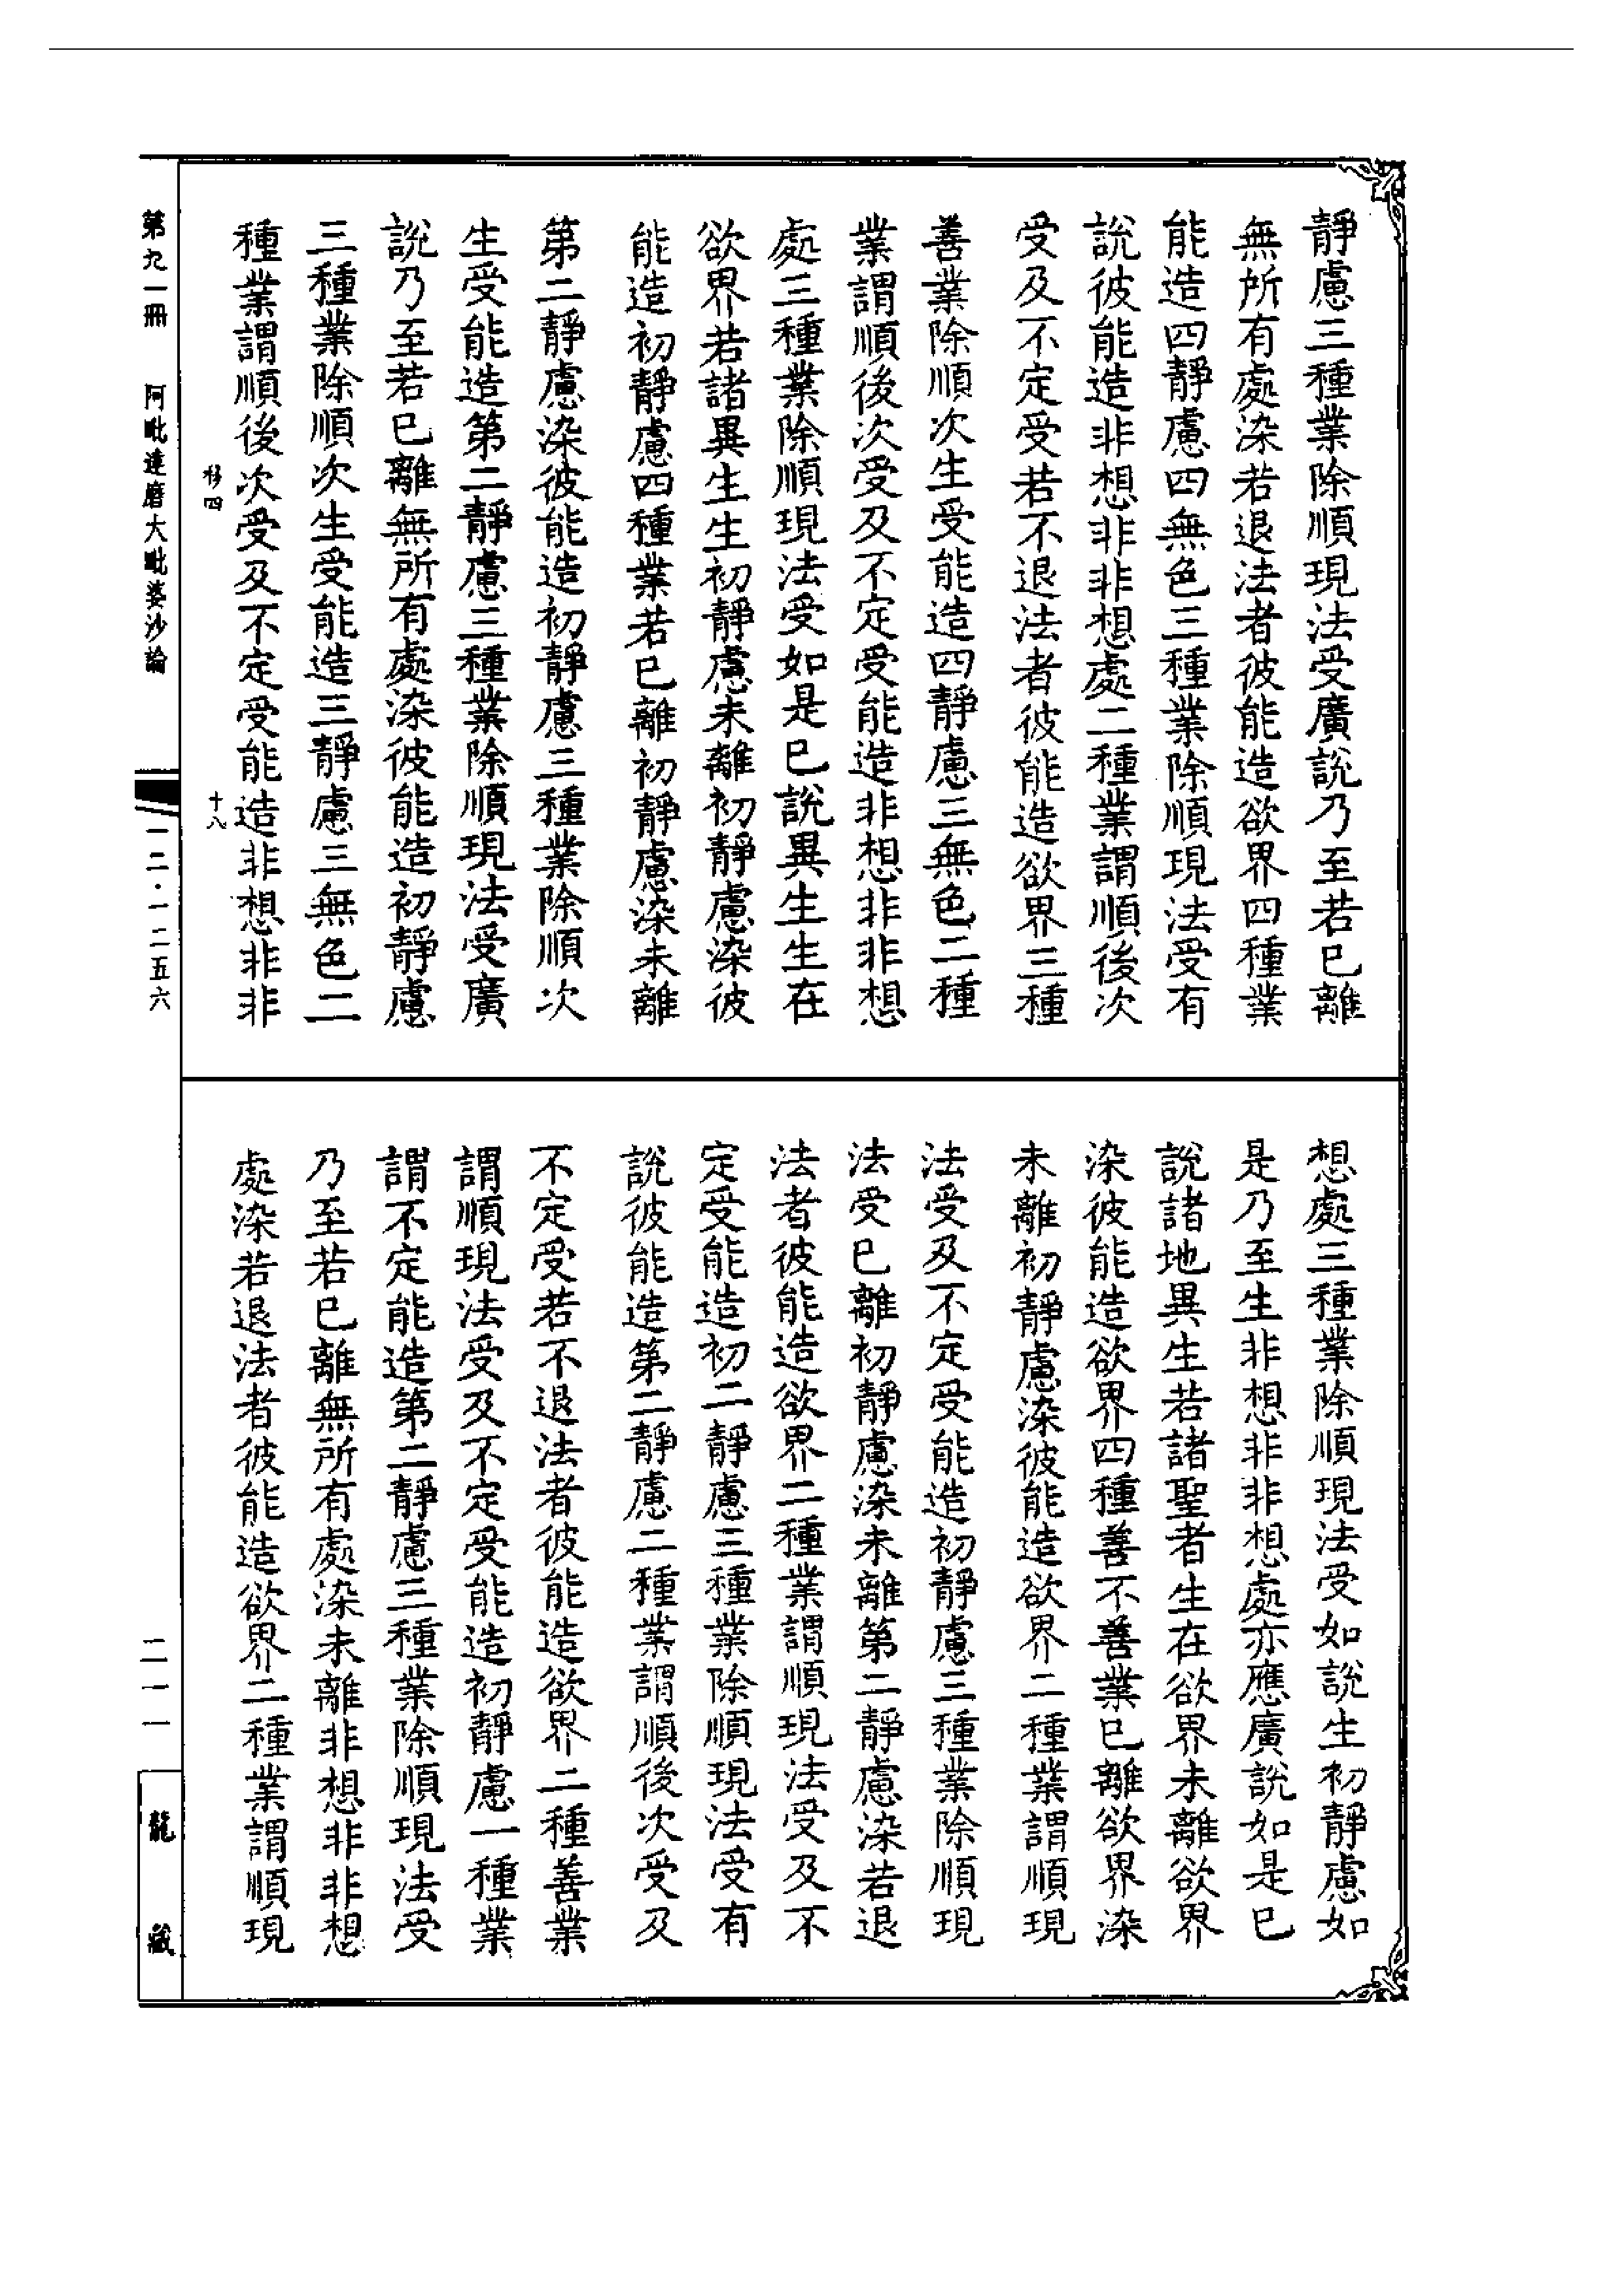 靜慮三種業除順現法受廣說乃至若已離
無所有處染若退法者彼能造欲界四種業
能造四靜慮四無色三種業除順現法受有
說彼能造非想非非想處二種業謂順後次
受及不定受若不退法者彼能造欲界三種
善業除順次生受能造四靜慮三無色二種
業謂順後次受及不定受能造非想非非想
處三種業除順現法受如是已說異生生在
欲界若諸異生生初靜慮未離初靜慮染彼
能造初靜慮四種業若已離初靜慮染未離
第二靜慮染彼能造初靜慮三種業除順次
生受能造第二靜慮三種業除順現法受廣
說乃至若已離無所有處染彼能造初靜慮
三種業除順次生受能造三靜慮三無色二
種業謂順後次受及不定受能造非想非非
想處三種業除順現法受如說生初靜慮如
是乃至生非想非非想處亦應廣說如是已
說諸地異生若諸聖者生在欲界未離欲界
染彼能造欲界四種善不善業已離欲界染
未離初靜慮染彼能造欲界二種業謂順現
法受及不定受能造初靜慮三種業除順現
法受已離初靜慮染未離第二靜慮染若退
法者彼能造欲界二種業謂順現法受及不
定受能造初二靜慮三種業除順現法受有
說彼能造第二靜慮二種業謂順後次受及
不定受若不退法者彼能造欲界二種善業
謂順現法受及不定受能造初靜慮一種業
謂不定能造第二靜慮三種業除順現法受
乃至若已離無所有處染未離非想非非想
處染若退法者彼能造欲界二種業謂順現
移四 十八
第九一冊 阿毗達磨大毗婆沙論
一二·一二五六
二一一
龍藏